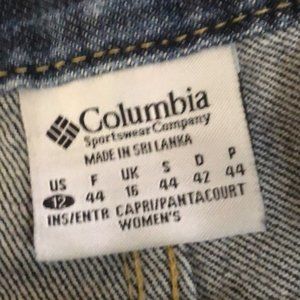 Columbia
Sportswear Company
MADE IN SRI LANKA
US F UK S D P
12 44 16 44 42 44
INS/ENTR CAPRI/PANTACOURT
WOMEN'S